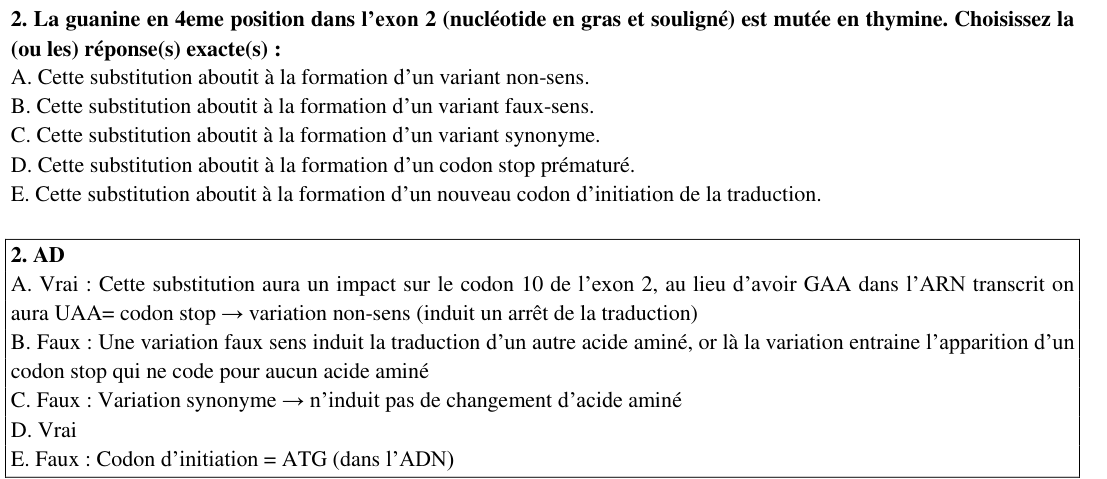 2. La guanine en 4eme position dans l'exon 2 (nucléotide en gras et souligné) est mutée en thymine. Choisissez la
(ou les) réponse(s) exacte(s) :
A. Cette substitution aboutit à la formation d'un variant non-sens.
B. Cette substitution aboutit à la formation d'un variant faux-sens.
C. Cette substitution aboutit à la formation d'un variant synonyme.
D. Cette substitution aboutit à la formation d'un codon stop prématuré.
E. Cette substitution aboutit à la formation d'un nouveau codon d'initiation de la traduction.
2. AD
A. Vrai : Cette substitution aura un impact sur le codon 10 de l'exon 2, au lieu d'avoir GAA dans l'ARN transcrit on
aura UAA= codon stop → variation non-sens (induit un arrêt de la traduction)
B. Faux : Une variation faux sens induit la traduction d'un autre acide aminé, or là la variation entraine l'apparition d'un
codon stop qui ne code pour aucun acide aminé
C. Faux : Variation synonyme → n'induit pas de changement d'acide aminé
D. Vrai
E. Faux : Codon d'initiation = ATG (dans l'ADN)